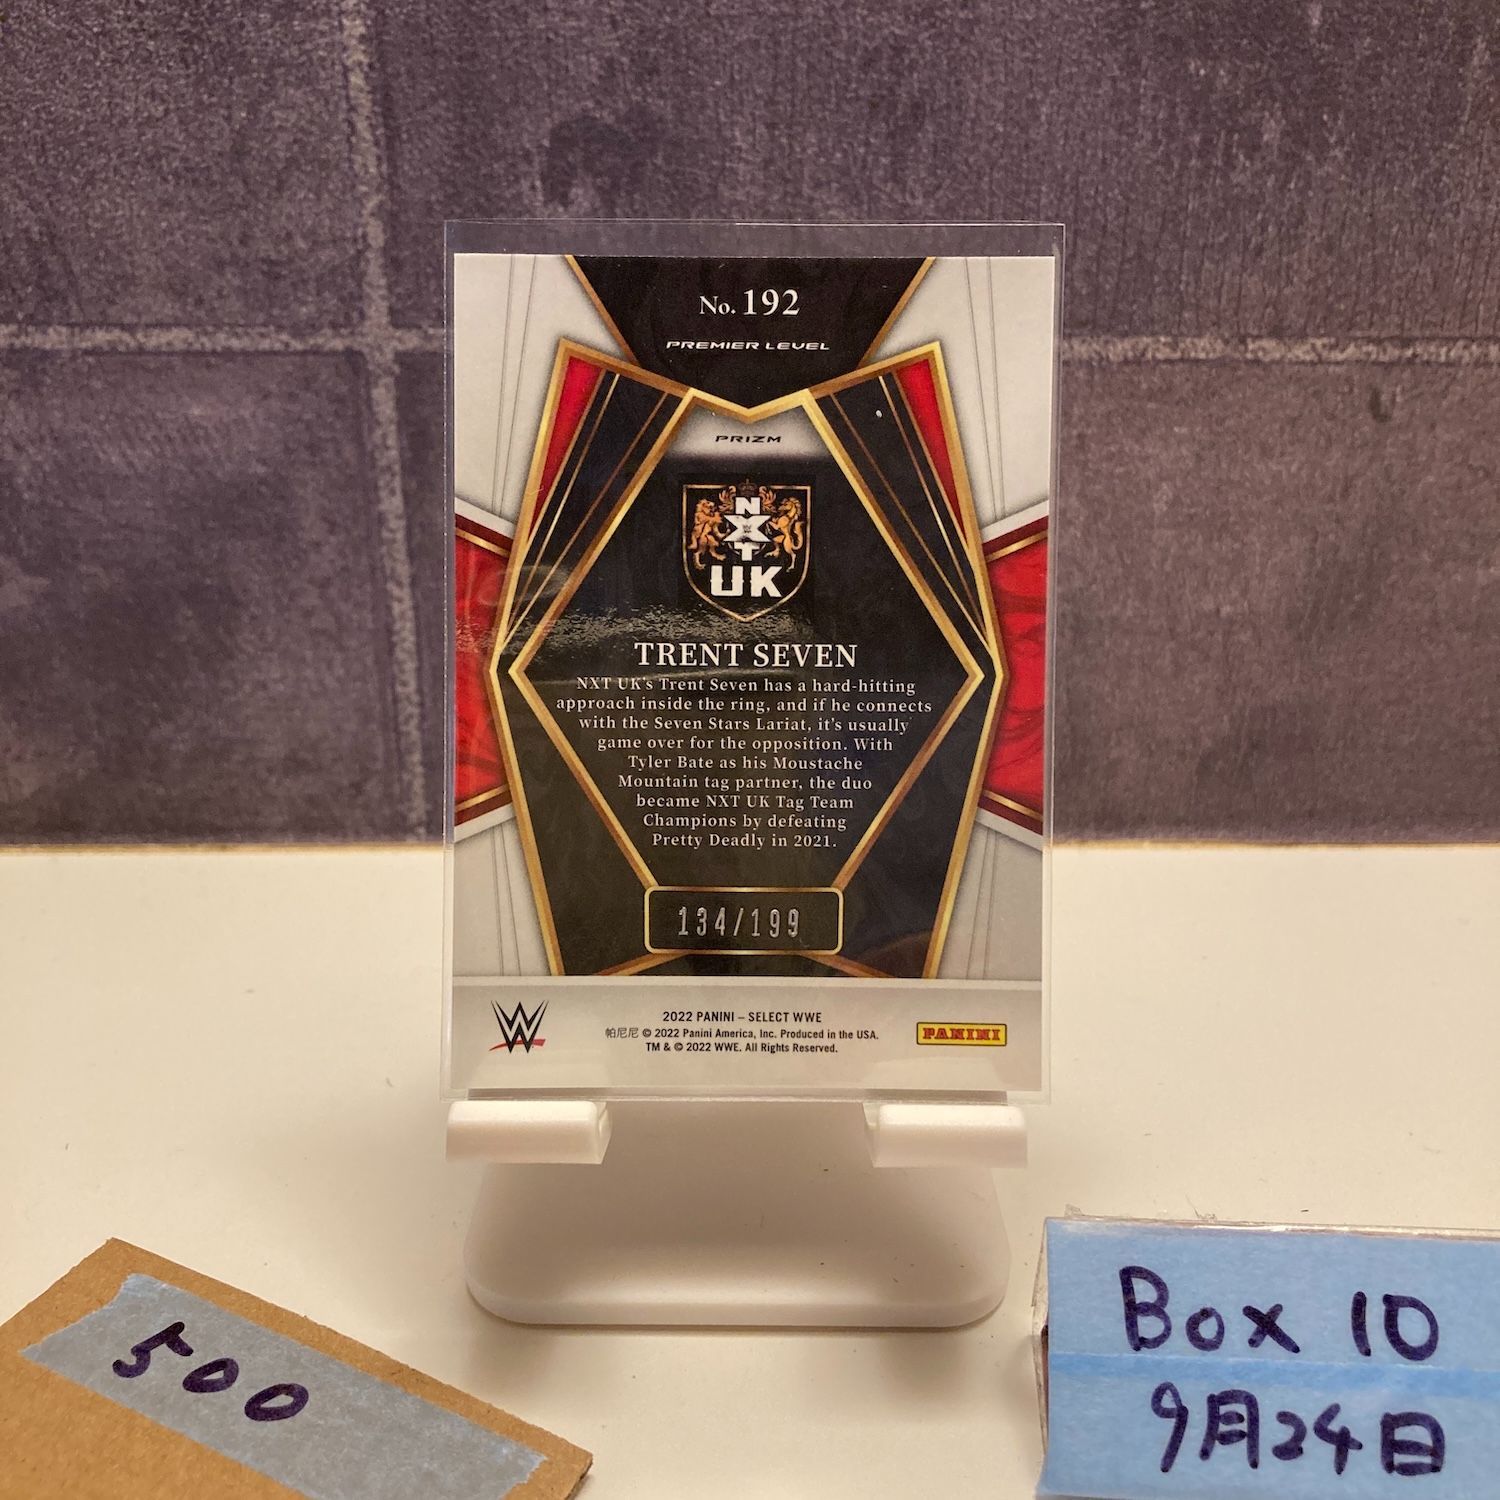 No. 192
PREMIER LEVEL
PRIZM
NXT
UK
TRENT SEVEN
NXT UK's Trent Seven has a hard-hitting
approach inside the ring, and if he connects
with the Seven Stars Lariat, it's usually
game over for the opposition. With
Tyler Bate as his Moustache
Mountain tag partner, the duo
became NXT UK Tag Team
Champions by defeating
Pretty Deadly in 2021.
134/199
W
2022 PANINI – SELECT WWE
帕尼尼 © 2022 Panini America, Inc. Produced in the USA.
TM & © 2022 WWE. All Rights Reserved.
PANINI
500
Box 10
9月24日